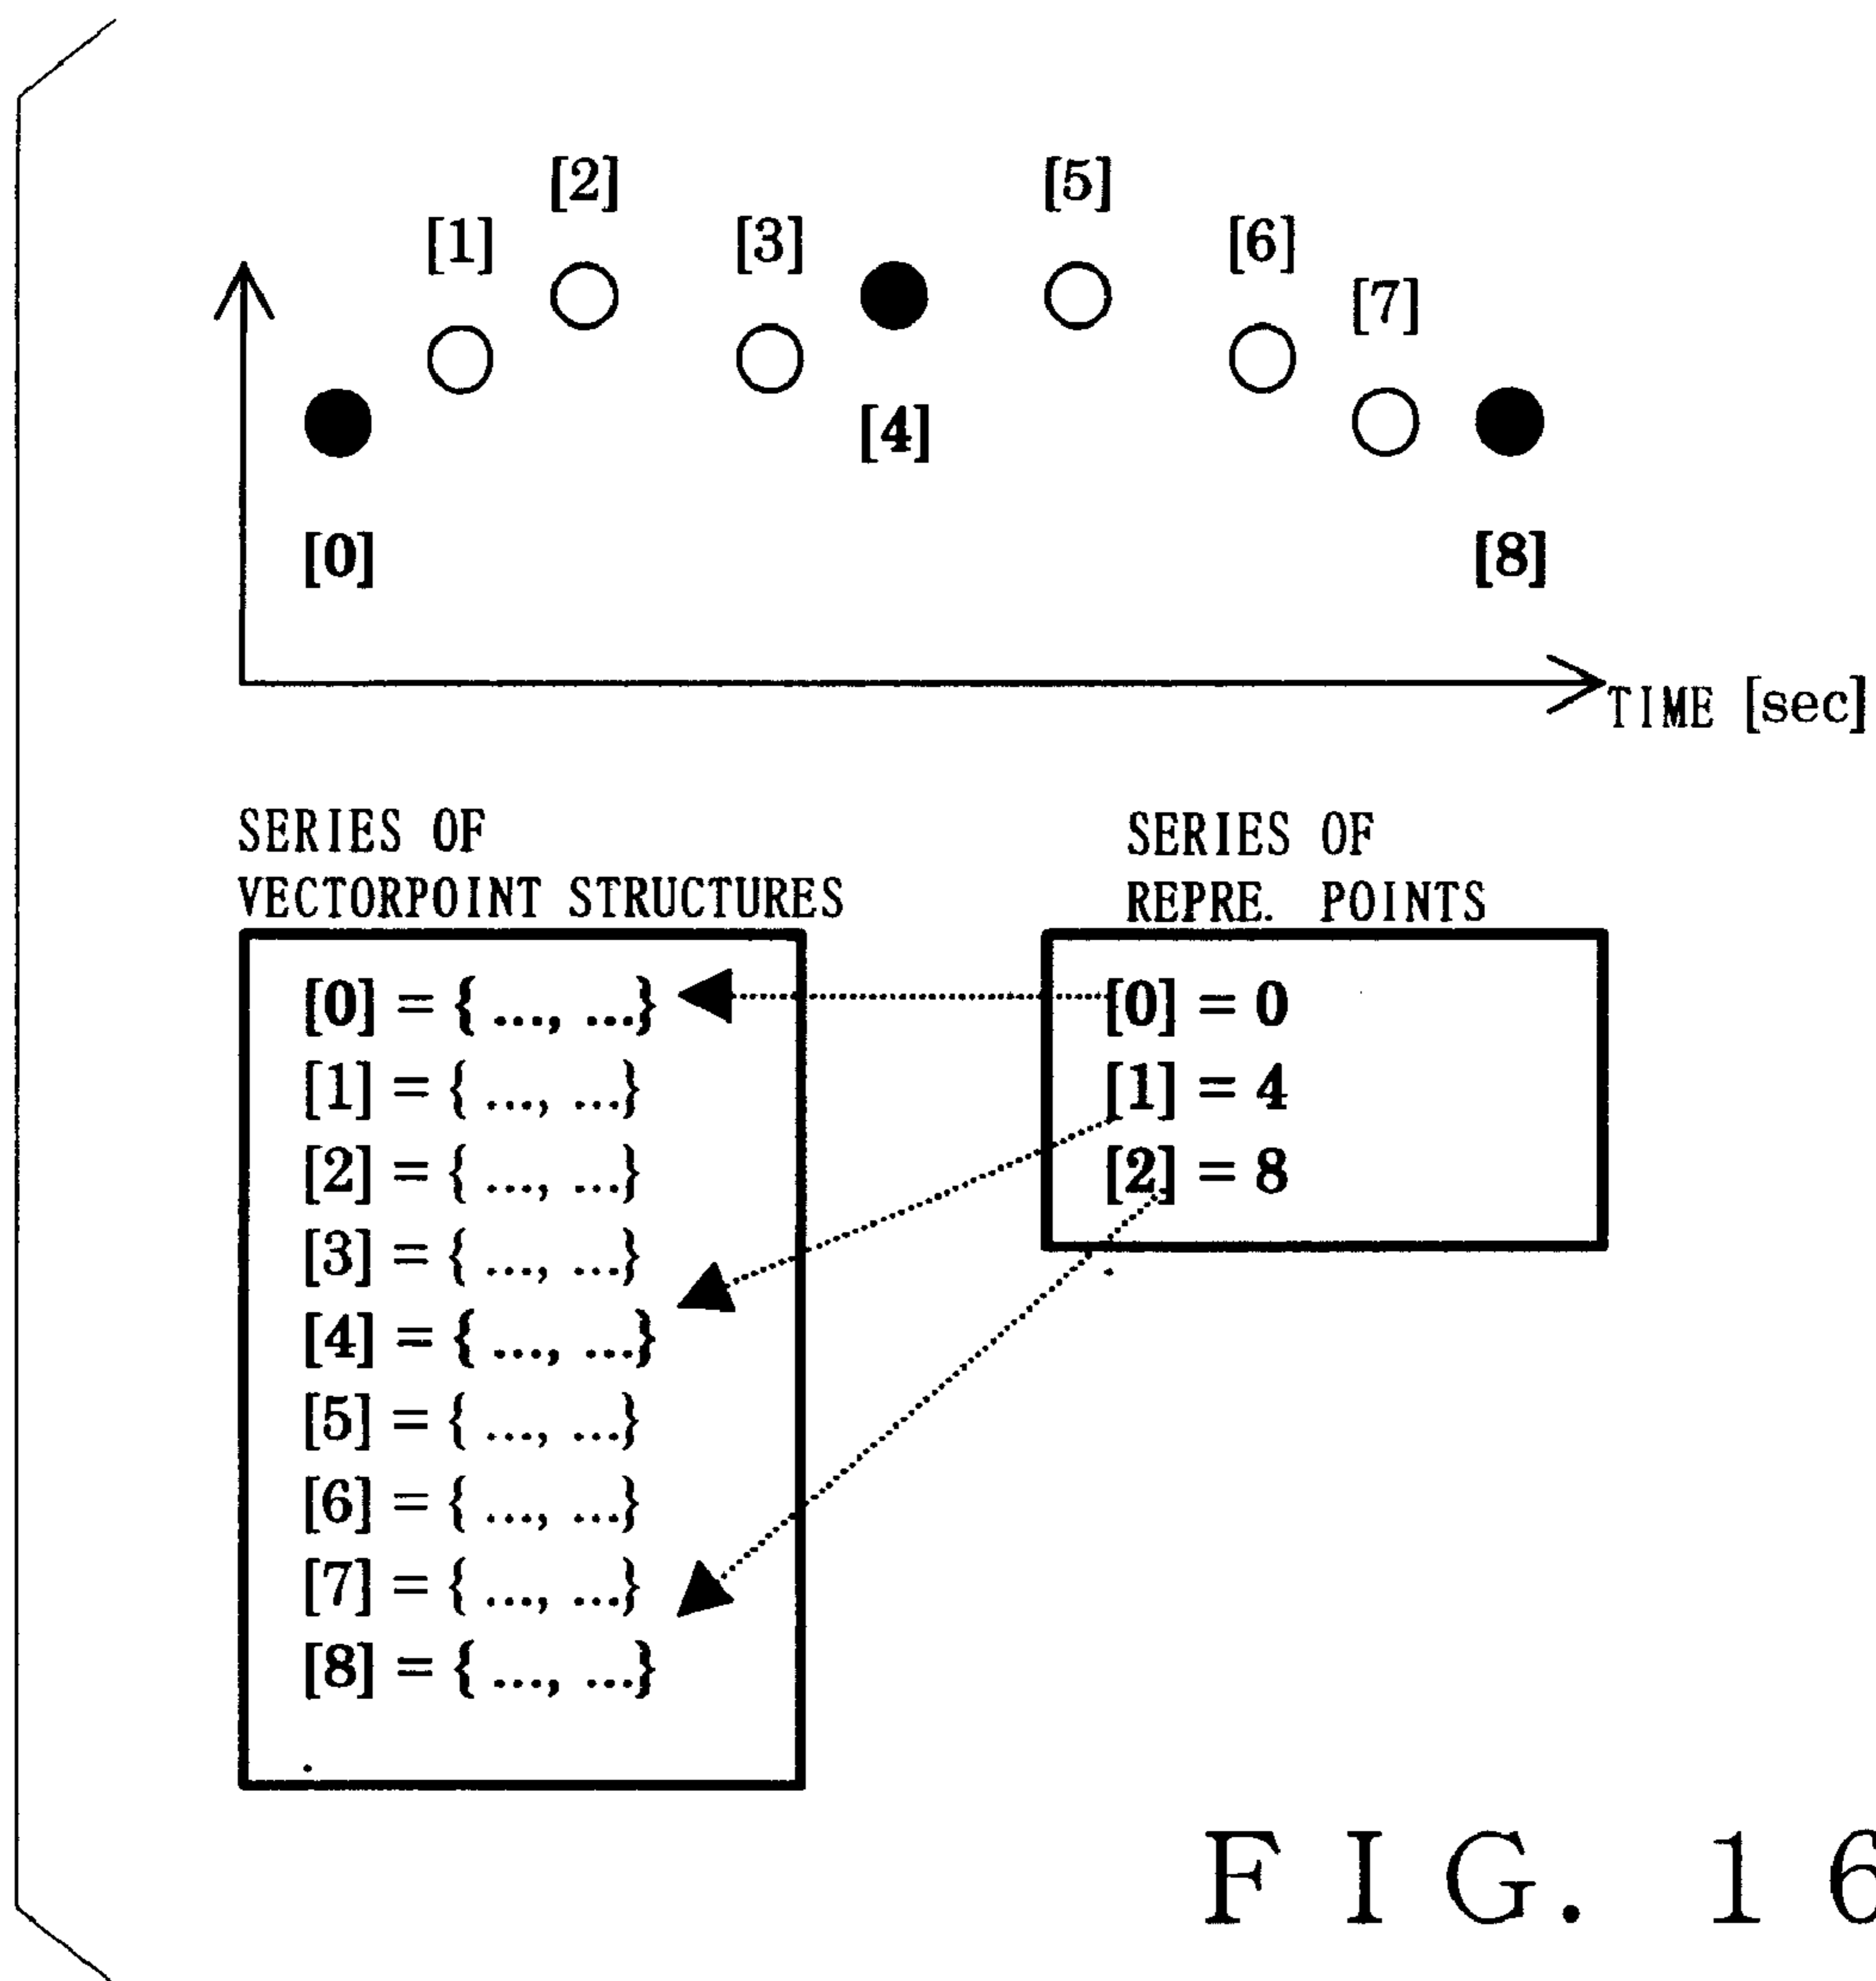 [2] [5]
[1] [3] [6]
[7]
[4]
[0] [8]
TIME [sec]
SERIES OF
VECTORPOINT STRUCTURES
[0] = { ..., ...}
[1] = { ..., ...}
[2] = { ..., ...}
[3] = { ..., ...}
[4] = { ..., ...}
[5] = { ..., ...}
[6] = { ..., ...}
[7] = { ..., ...}
[8] = { ..., ...}
SERIES OF
REPRE. POINTS
[0] = 0
[1] = 4
[2] = 8
FIG. 16